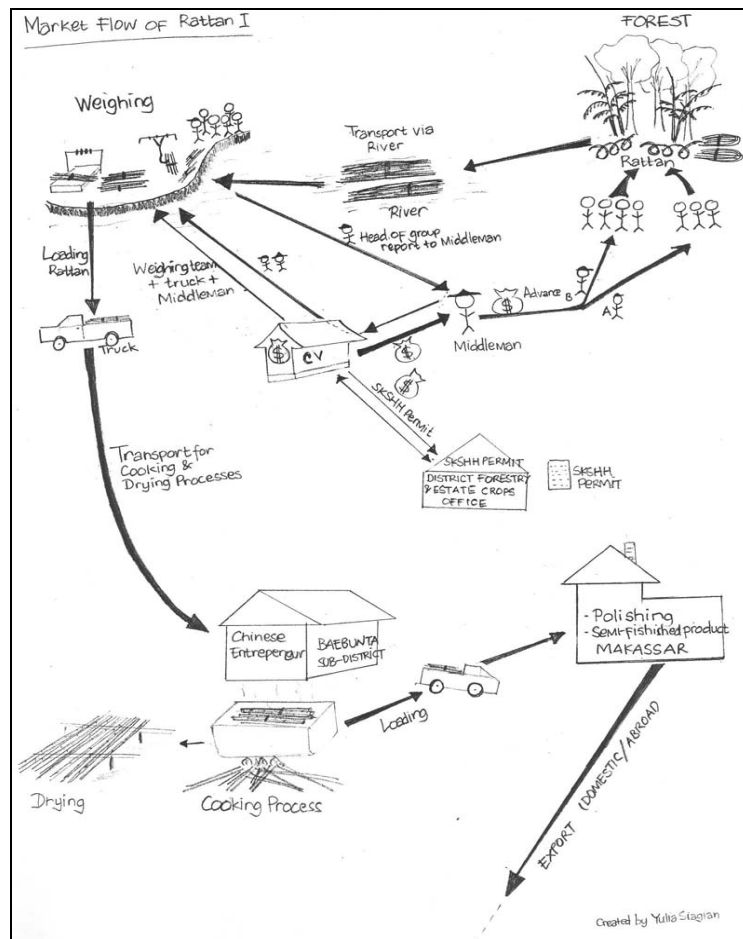 Market Flow of Rattan I
FOREST
Weighing
Transport via
River
River
Rattan
Head of group
report to Middleman
Loading
Rattan
Weighing team
+ truck +
Middleman
$
Advance
B
A
Middleman
Truck
$
CV
$
$
SKSHH PERMIT
SKSHH PERMIT
DISTRICT FORESTRY
& ESTATE CROPS
OFFICE
SKSHH
PERMIT
Transport for
Cooking &
Drying Processes
Chinese
Entrepeneur
BAEBUNTA
SUB-DISTRICT
- Polishing
- Semi-fishished product
MAKASSAR
Loading
Drying
Cooking Process
EXPORT (DOMESTIC/ABROAD)
Created by Yulia Siagian